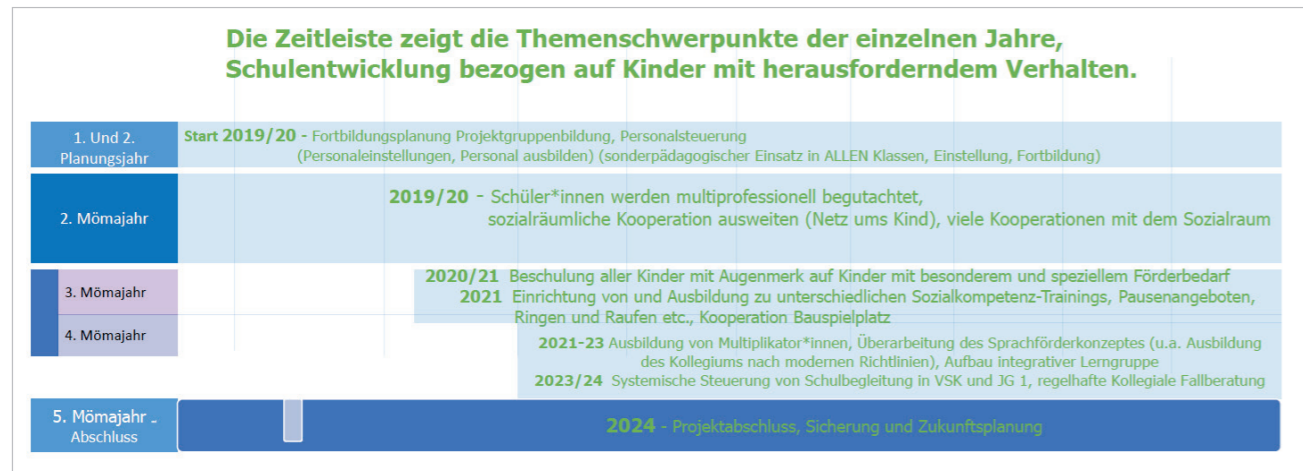 Die Zeitleiste zeigt die Themenschwerpunkte der einzelnen Jahre,
Schulentwicklung bezogen auf Kinder mit herausforderndem Verhalten.
1. Und 2.
Planungsjahr
Start 2019/20 - Fortbildungsplanung Projektgruppenbildung, Personalsteuerung
(Personaleinstellungen, Personal ausbilden) (sonderpädagogischer Einsatz in ALLEN Klassen, Einstellung, Fortbildung)
2. Mömajahr
2019/20 - Schüler*innen werden multiprofessionell begutachtet,
sozialräumliche Kooperation ausweiten (Netz ums Kind), viele Kooperationen mit dem Sozialraum
3. Mömajahr
2020/21 Beschulung aller Kinder mit Augenmerk auf Kinder mit besonderem und speziellem Förderbedarf
2021 Einrichtung von und Ausbildung zu unterschiedlichen Sozialkompetenz-Trainings, Pausenangeboten,
Ringen und Raufen etc., Kooperation Bauspielplatz
4. Mömajahr
2021-23 Ausbildung von Multiplikator*innen, Überarbeitung des Sprachförderkonzeptes (u.a. Ausbildung
des Kollegiums nach modernen Richtlinien), Aufbau integrativer Lerngruppe
2023/24 Systemische Steuerung von Schulbegleitung in VSK und JG 1, regelhafte Kollegiale Fallberatung
5. Mömajahr -
Abschluss
2024 - Projektabschluss, Sicherung und Zukunftsplanung